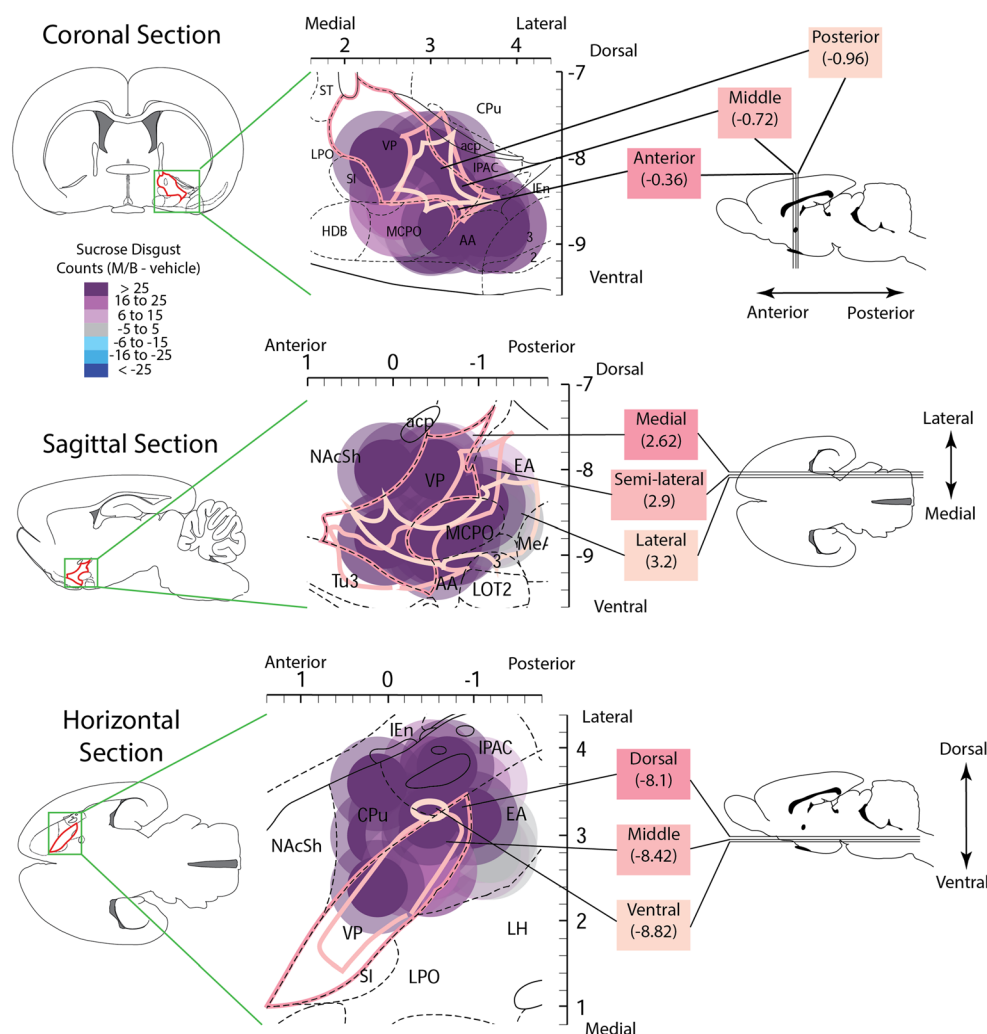 Coronal Section
Medial
Lateral
2
3
4
Dorsal
-7
-8
-9
Ventral
ST
CPu
LPO
VP
acp
IPAC
SI
IEn
HDB
MCPO
AA
3
2
Posterior
(-0.96)
Middle
(-0.72)
Anterior
(-0.36)
Anterior
Posterior
Sucrose Disgust
Counts (M/B - vehicle)
> 25
16 to 25
6 to 15
-5 to 5
-6 to -15
-16 to -25
< -25
Sagittal Section
Anterior
Posterior
1
0
-1
Dorsal
-7
-8
-9
Ventral
acp
NAcSh
VP
EA
MCPO
MeA
3
Tu3
AA
LOT2
Medial
(2.62)
Semi-lateral
(2.9)
Lateral
(3.2)
Lateral
Medial
Horizontal
Section
Anterior
Posterior
1
0
-1
Lateral
4
3
2
1
Medial
IEn
IPAC
CPu
EA
NAcSh
VP
LH
SI
LPO
Dorsal
(-8.1)
Middle
(-8.42)
Ventral
(-8.82)
Dorsal
Ventral